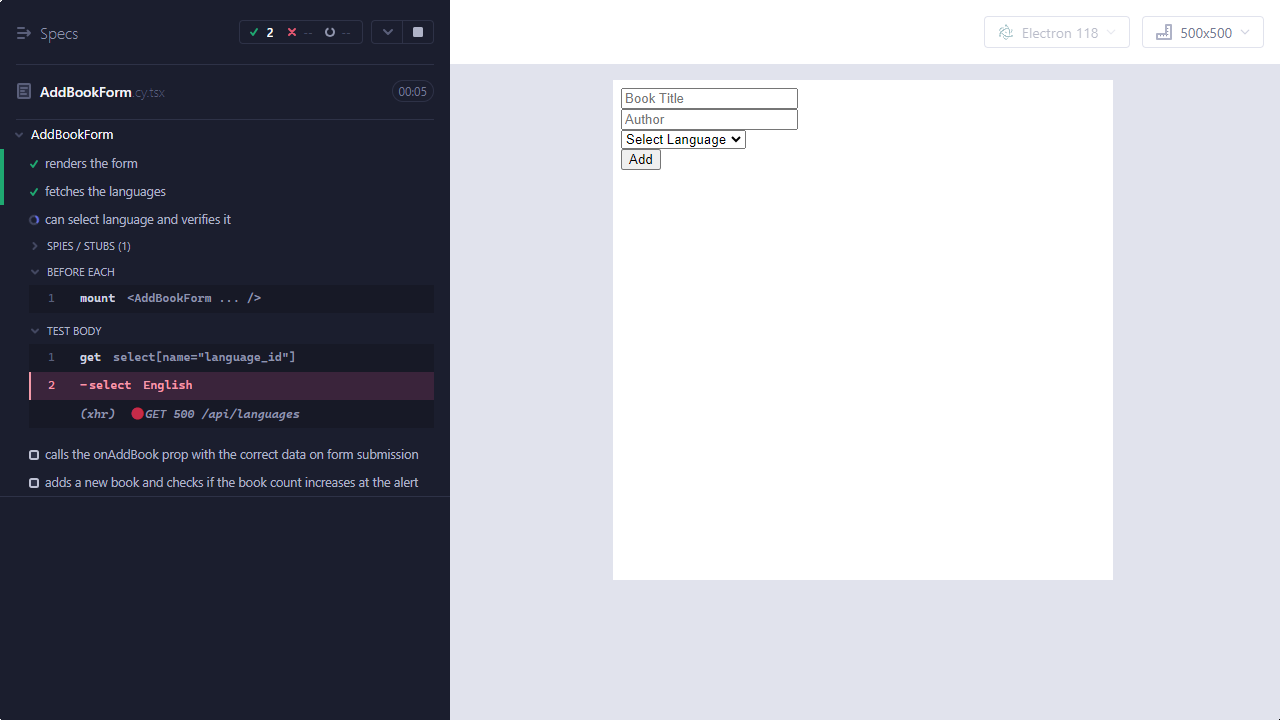 Specs
2 -- --
Electron 118
500x500
AddBookForm.cy.tsx
00:05
AddBookForm
renders the form
fetches the languages
can select language and verifies it
SPIES / STUBS (1)
BEFORE EACH
1 mount <AddBookForm ... />
TEST BODY
1 get select[name="language_id"]
2 -select English
(xhr) GET 500 /api/languages
calls the onAddBook prop with the correct data on form submission
adds a new book and checks if the book count increases at the alert
Book Title
Author
Select Language
Add